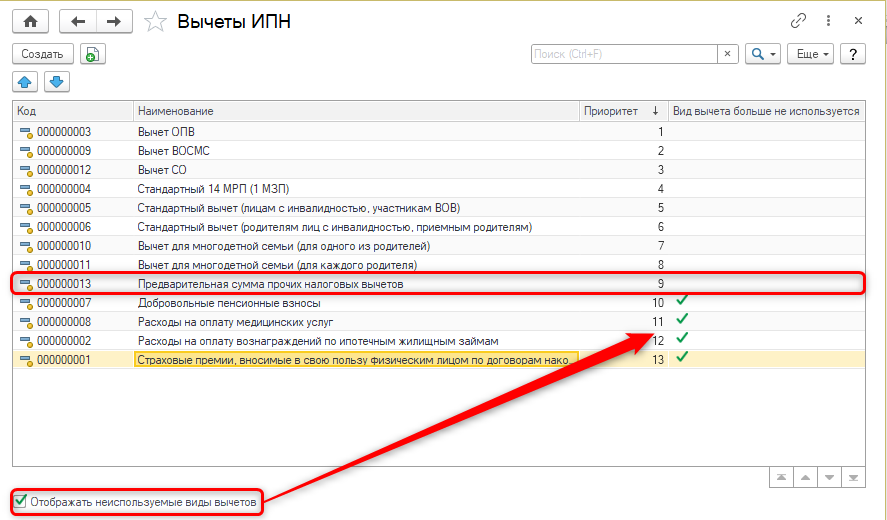 Вычеты ИПН
Создать Поиск (Ctrl+F) × Еще ?
Код Наименование Приоритет ↓ Вид вычета больше не используется
000000003 Вычет ОПВ 1
000000009 Вычет ВОСМС 2
000000012 Вычет СО 3
000000004 Стандартный 14 МРП (1 МЗП) 4
000000005 Стандартный вычет (лицам с инвалидностью, участникам ВОВ) 5
000000006 Стандартный вычет (родителям лиц с инвалидностью, приемным родителям) 6
000000010 Вычет для многодетной семьи (для одного из родителей) 7
000000011 Вычет для многодетной семьи (для каждого родителя) 8
000000013 Предварительная сумма прочих налоговых вычетов 9
000000007 Добровольные пенсионные взносы 10
000000008 Расходы на оплату медицинских услуг 11
000000002 Расходы на оплату вознаграждений по ипотечным жилищным займам 12
000000001 Страховые премии, вносимые в свою пользу физическим лицом по договорам нако... 13
Отображать неиспользуемые виды вычетов